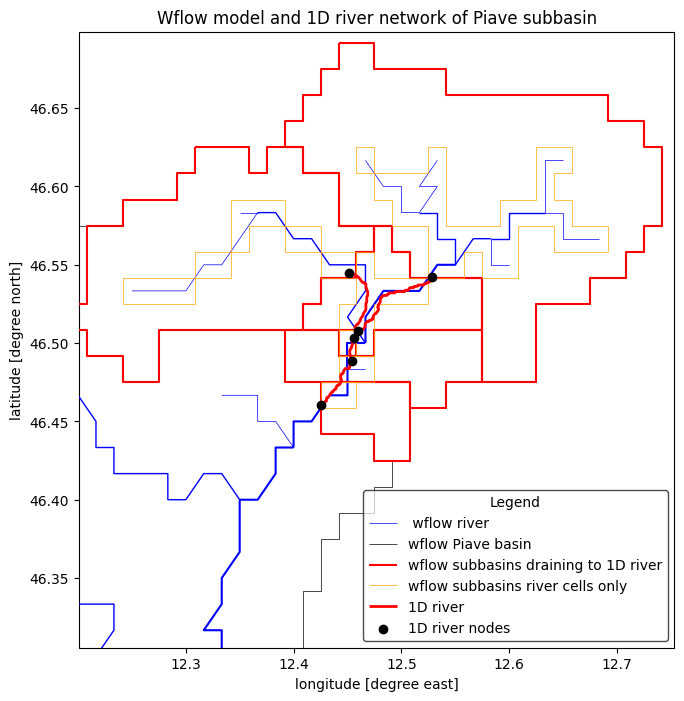 Wflow model and 1D river network of Piave subbasin
latitude [degree north]
46.65
46.60
46.55
46.50
46.45
46.40
46.35
12.3
12.4
12.5
12.6
12.7
longitude [degree east]
Legend
wflow river
wflow Piave basin
wflow subbasins draining to 1D river
wflow subbasins river cells only
1D river
1D river nodes